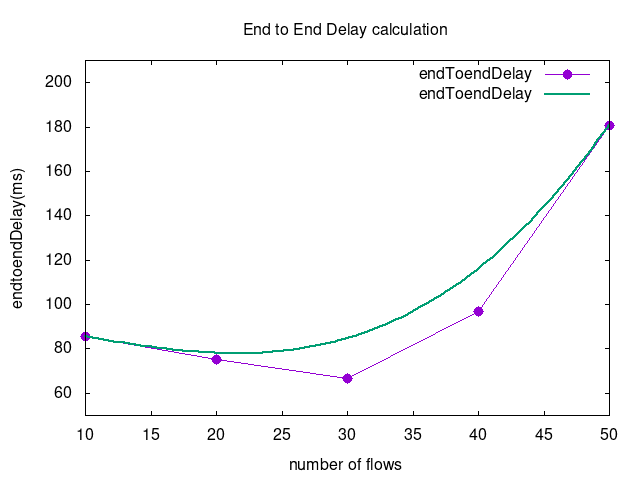 End to End Delay calculation
endToendDelay
endToendDelay
200
180
160
140
120
100
80
60
endtoendDelay(ms)
10 15 20 25 30 35 40 45 50
number of flows